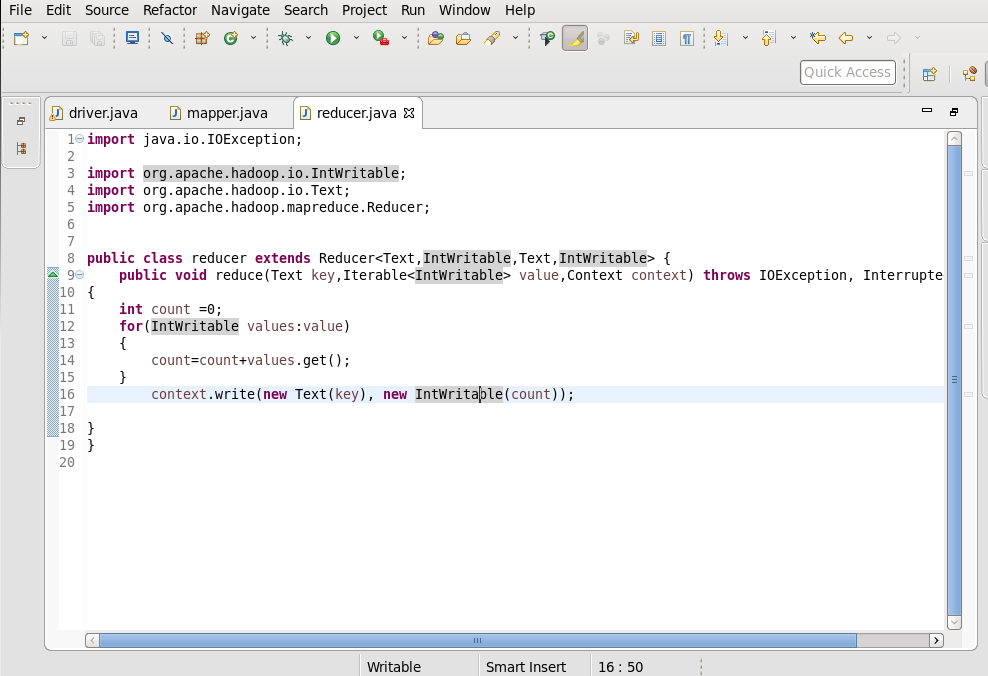 File Edit Source Refactor Navigate Search Project Run Window Help
Quick Access
driver.java mapper.java reducer.java
1 import java.io.IOException;
2
3 import org.apache.hadoop.io.IntWritable;
4 import org.apache.hadoop.io.Text;
5 import org.apache.hadoop.mapreduce.Reducer;
6
7
8 public class reducer extends Reducer<Text,IntWritable,Text,IntWritable> {
9 public void reduce(Text key,Iterable<IntWritable> value,Context context) throws IOException, Interrupte
10 {
11 int count =0;
12 for(IntWritable values:value)
13 {
14 count=count+values.get();
15 }
16 context.write(new Text(key), new IntWritable(count));
17
18 }
19 }
20
Writable Smart Insert 16 : 50